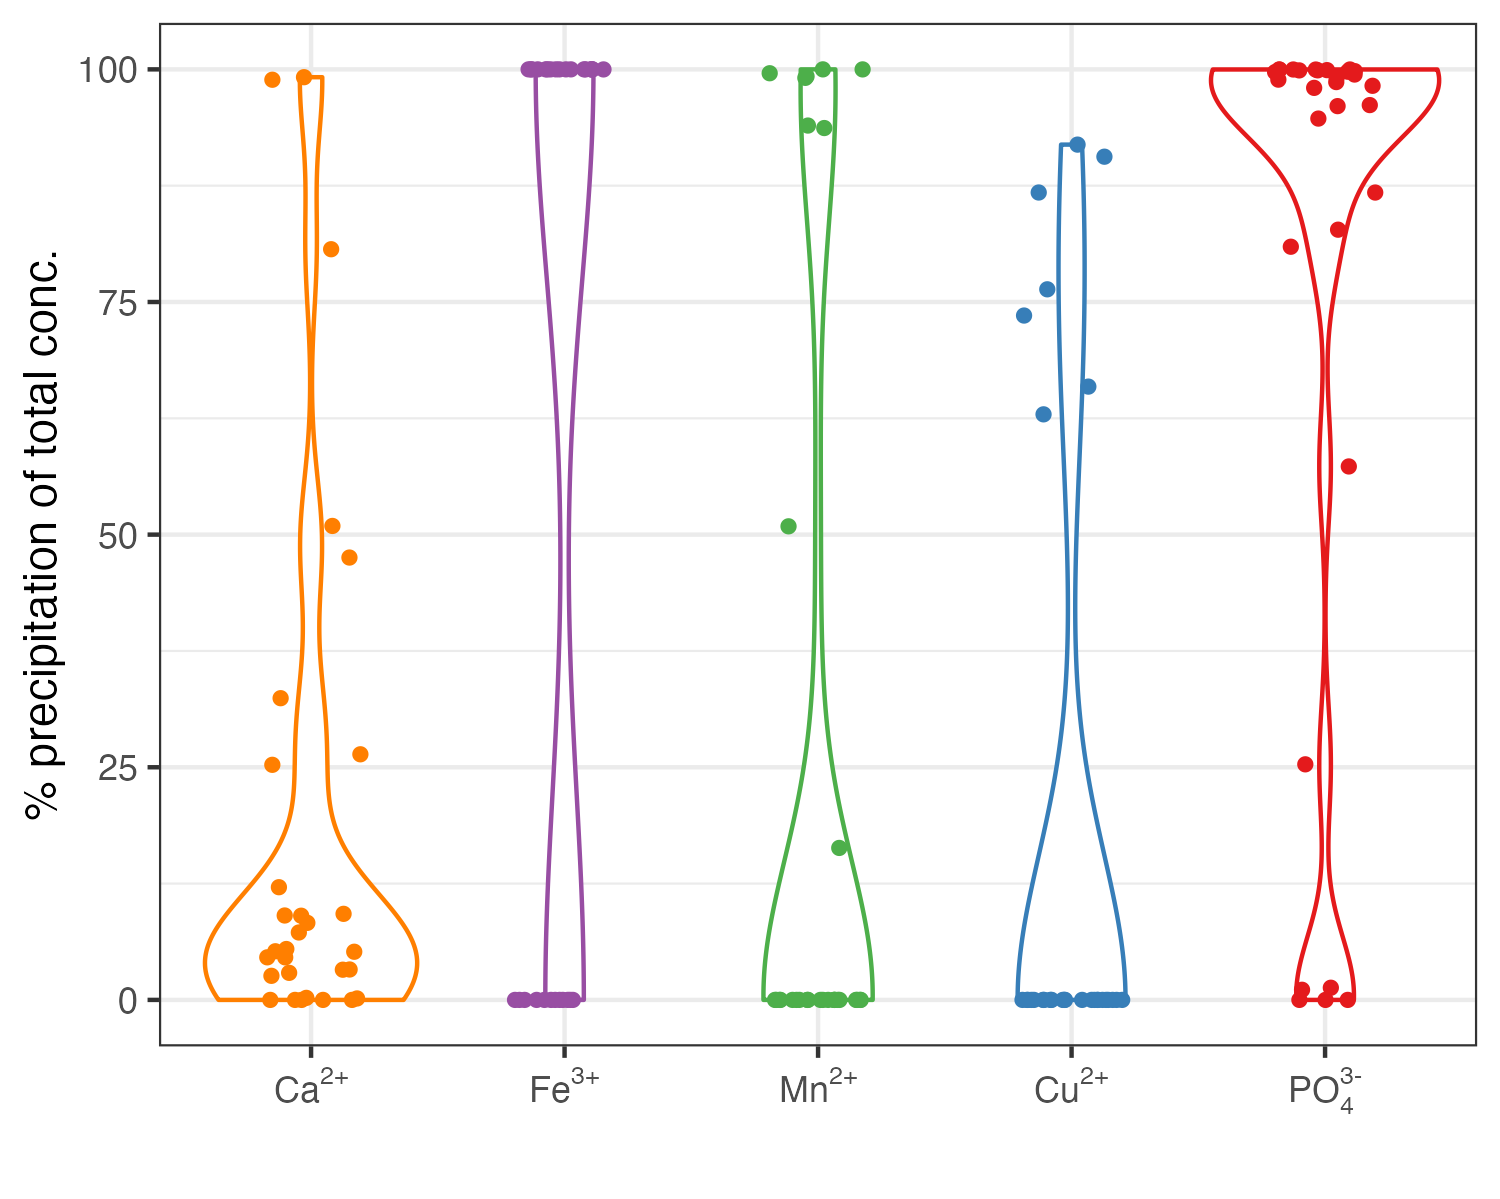 % precipitation of total conc.
100
75
50
25
0
Ca²⁺ Fe³⁺ Mn²⁺ Cu²⁺ PO₄³⁻